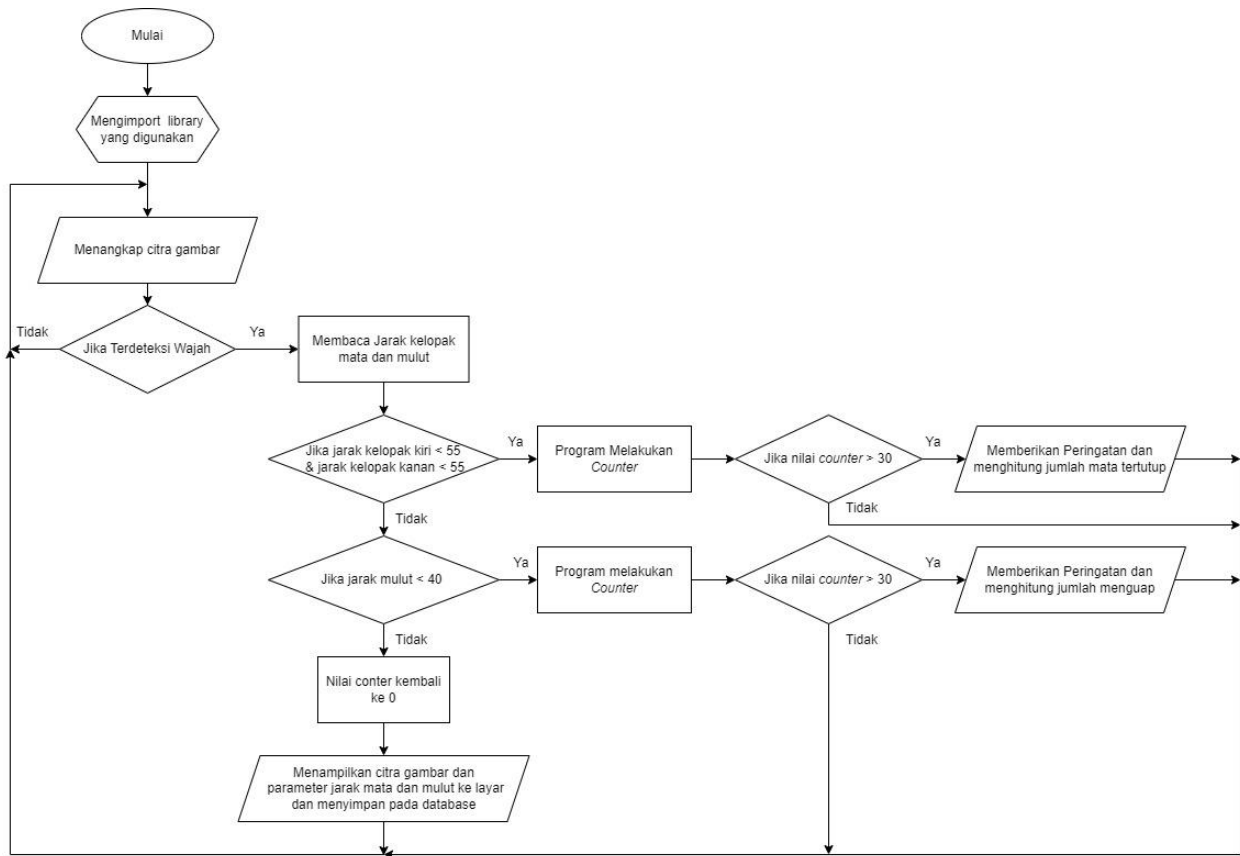 Mulai
Mengimport library
yang digunakan
Menangkap citra gambar
Tidak
Jika Terdeteksi Wajah
Ya
Membaca Jarak kelopak
mata dan mulut
Jika jarak kelopak kiri < 55
& jarak kelopak kanan < 55
Ya
Program Melakukan
Counter
Jika nilai counter > 30
Ya
Memberikan Peringatan dan
menghitung jumlah mata tertutup
Tidak
Tidak
Jika jarak mulut < 40
Ya
Program melakukan
Counter
Jika nilai counter > 30
Ya
Memberikan Peringatan dan
menghitung jumlah menguap
Tidak
Tidak
Nilai conter kembali
ke 0
Menampilkan citra gambar dan
parameter jarak mata dan mulut ke layar
dan menyimpan pada database